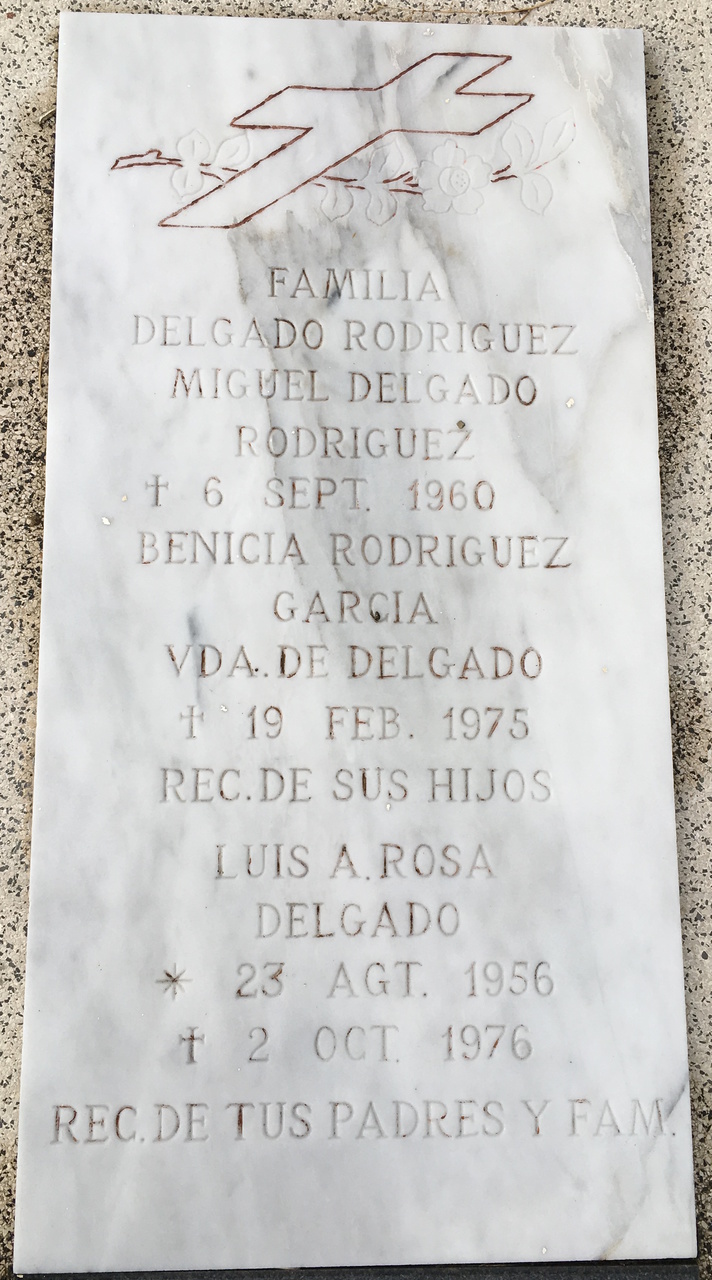 FAMILIA
DELGADO RODRIGUEZ
MIGUEL DELGADO
RODRIGUEZ
† 6 SEPT. 1960
BENICIA RODRIGUEZ
GARCIA
VDA. DE DELGADO
† 19 FEB. 1975
REC. DE SUS HIJOS
LUIS A. ROSA
DELGADO
* 23 AGT. 1956
† 2 OCT. 1976
REC. DE TUS PADRES Y FAM.